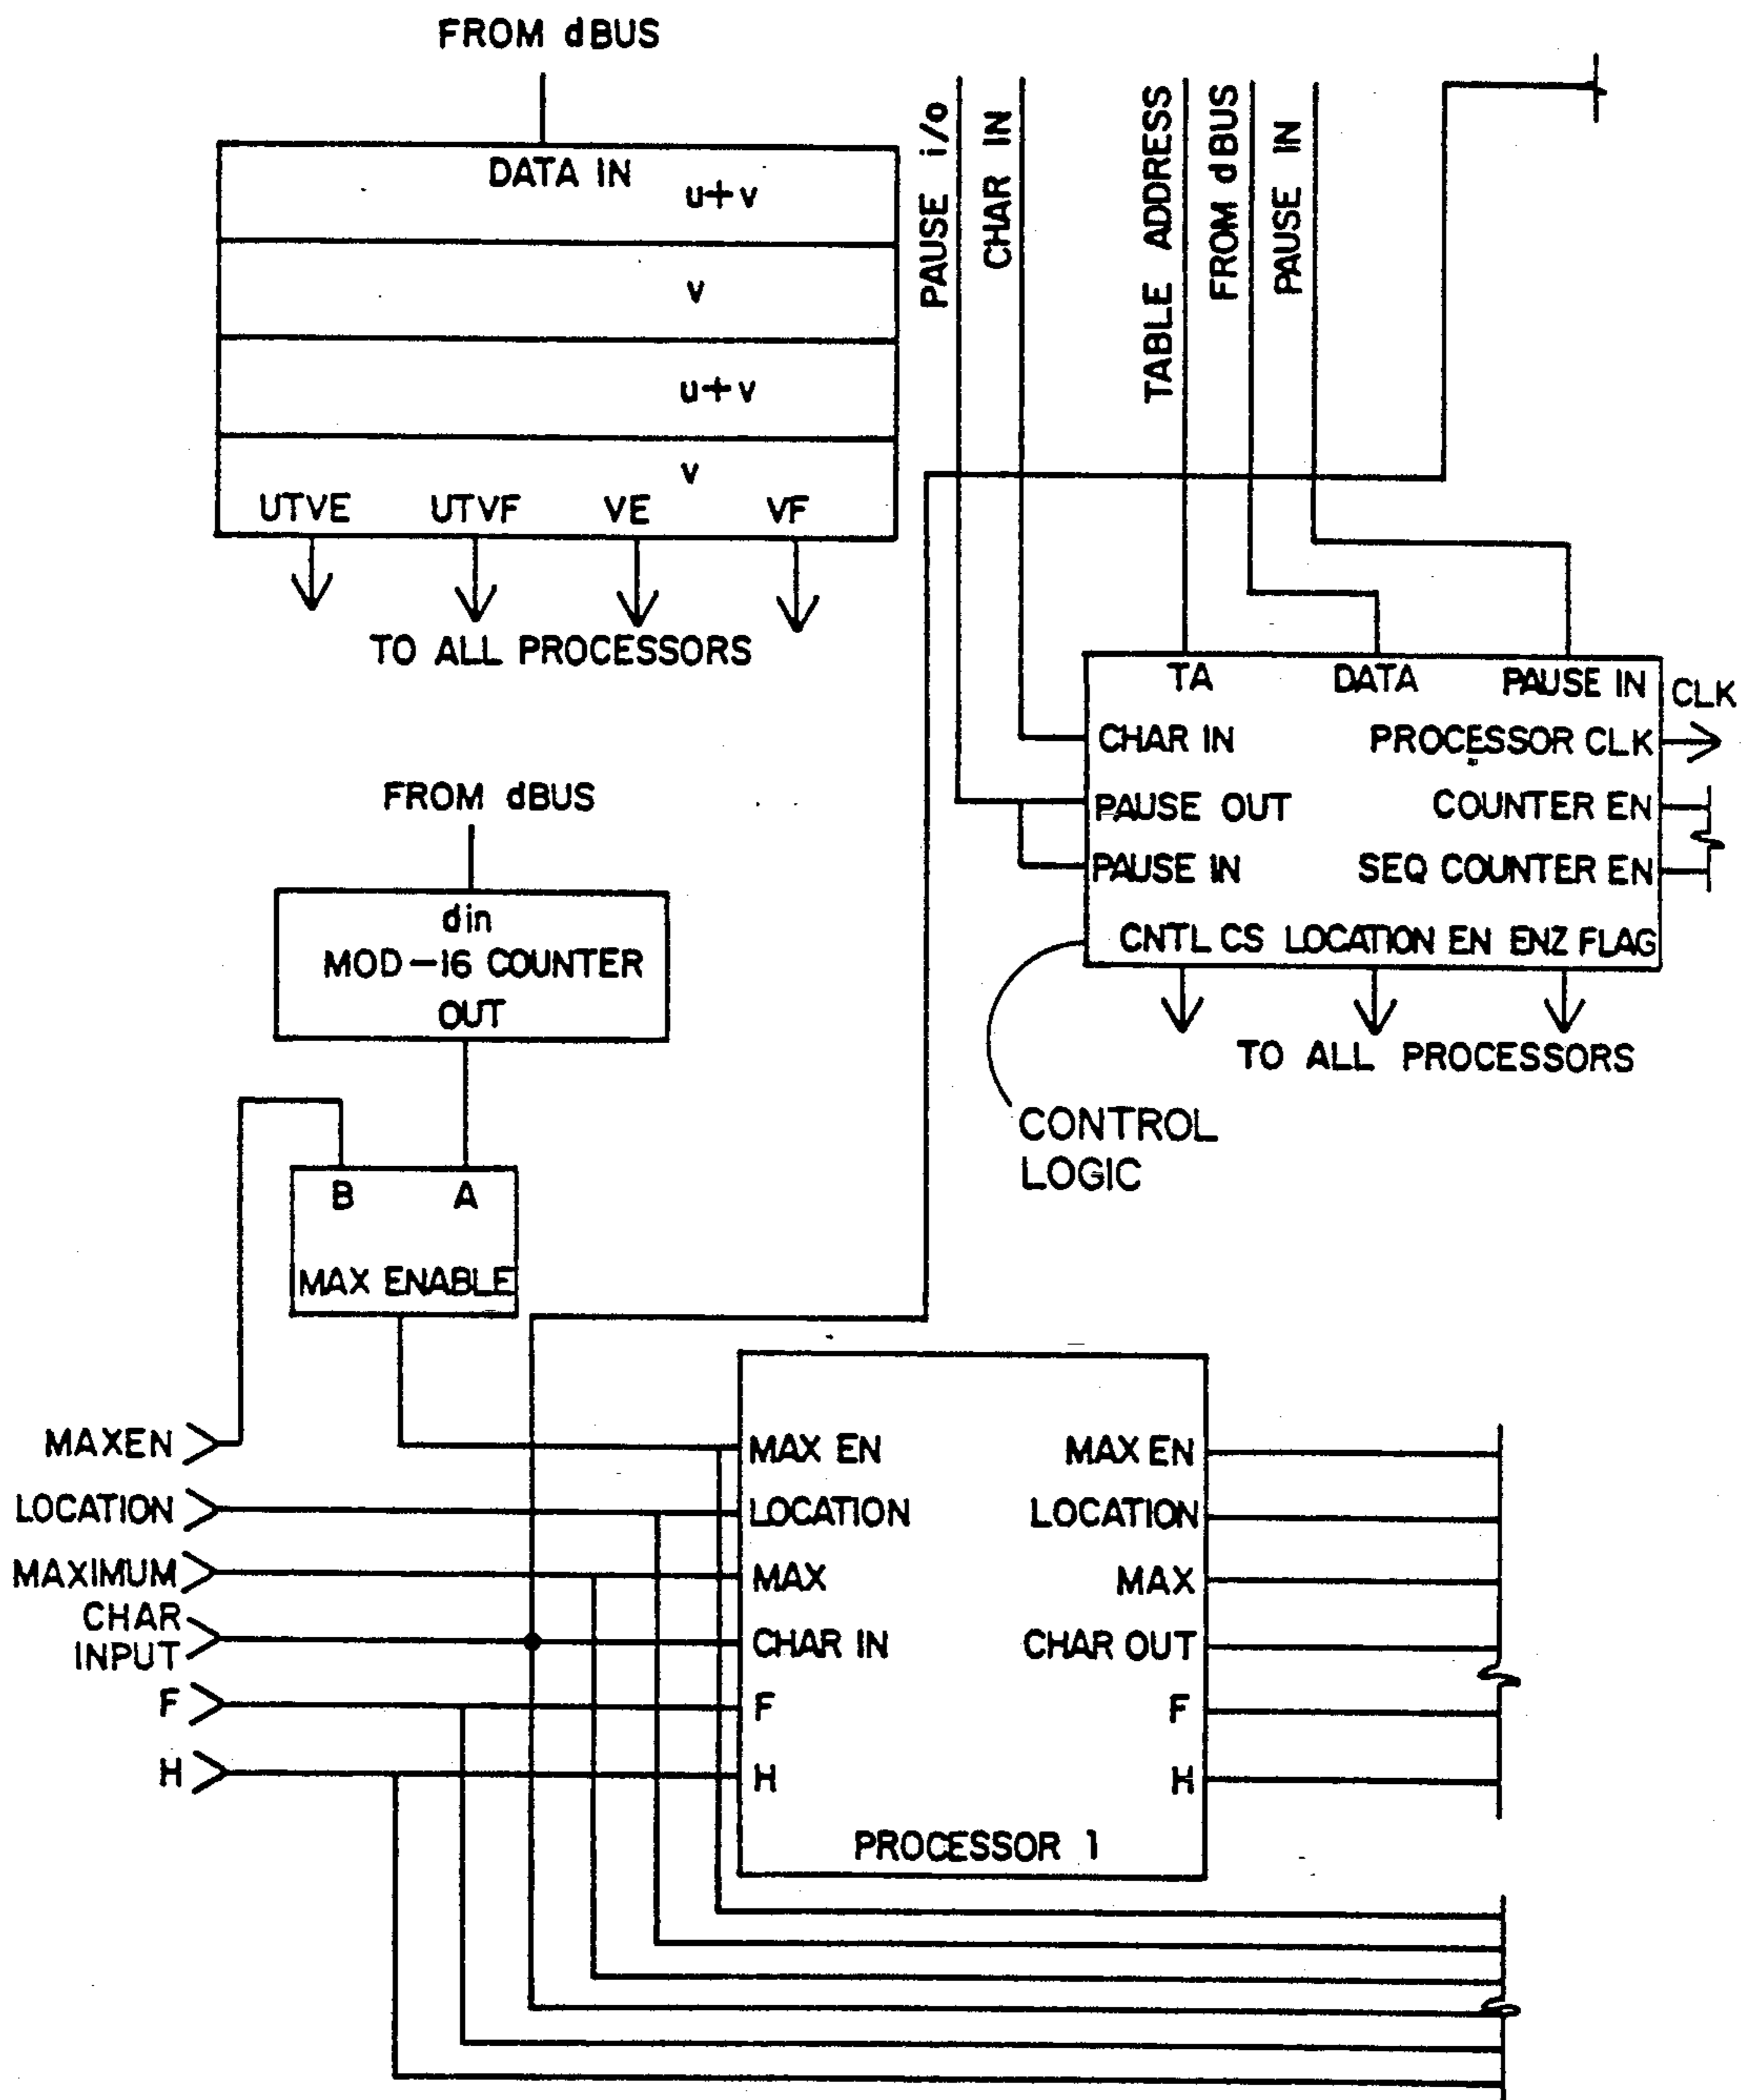 FROM dBUS
DATA IN
u+v
v
u+v
v
UTVE UTVF VE VF
TO ALL PROCESSORS
PAUSE i/o
CHAR IN
TABLE ADDRESS
FROM dBUS
PAUSE IN
TA DATA PAUSE IN
CLK
CHAR IN PROCESSOR CLK
PAUSE OUT COUNTER EN
PAUSE IN SEQ COUNTER EN
CNTL CS LOCATION EN ENZ FLAG
TO ALL PROCESSORS
CONTROL
LOGIC
FROM dBUS
din
MOD-16 COUNTER
OUT
B A
MAX ENABLE
MAXEN
LOCATION
MAXIMUM
CHAR
INPUT
F
H
MAX EN MAX EN
LOCATION LOCATION
MAX MAX
CHAR IN CHAR OUT
F F
H H
PROCESSOR 1